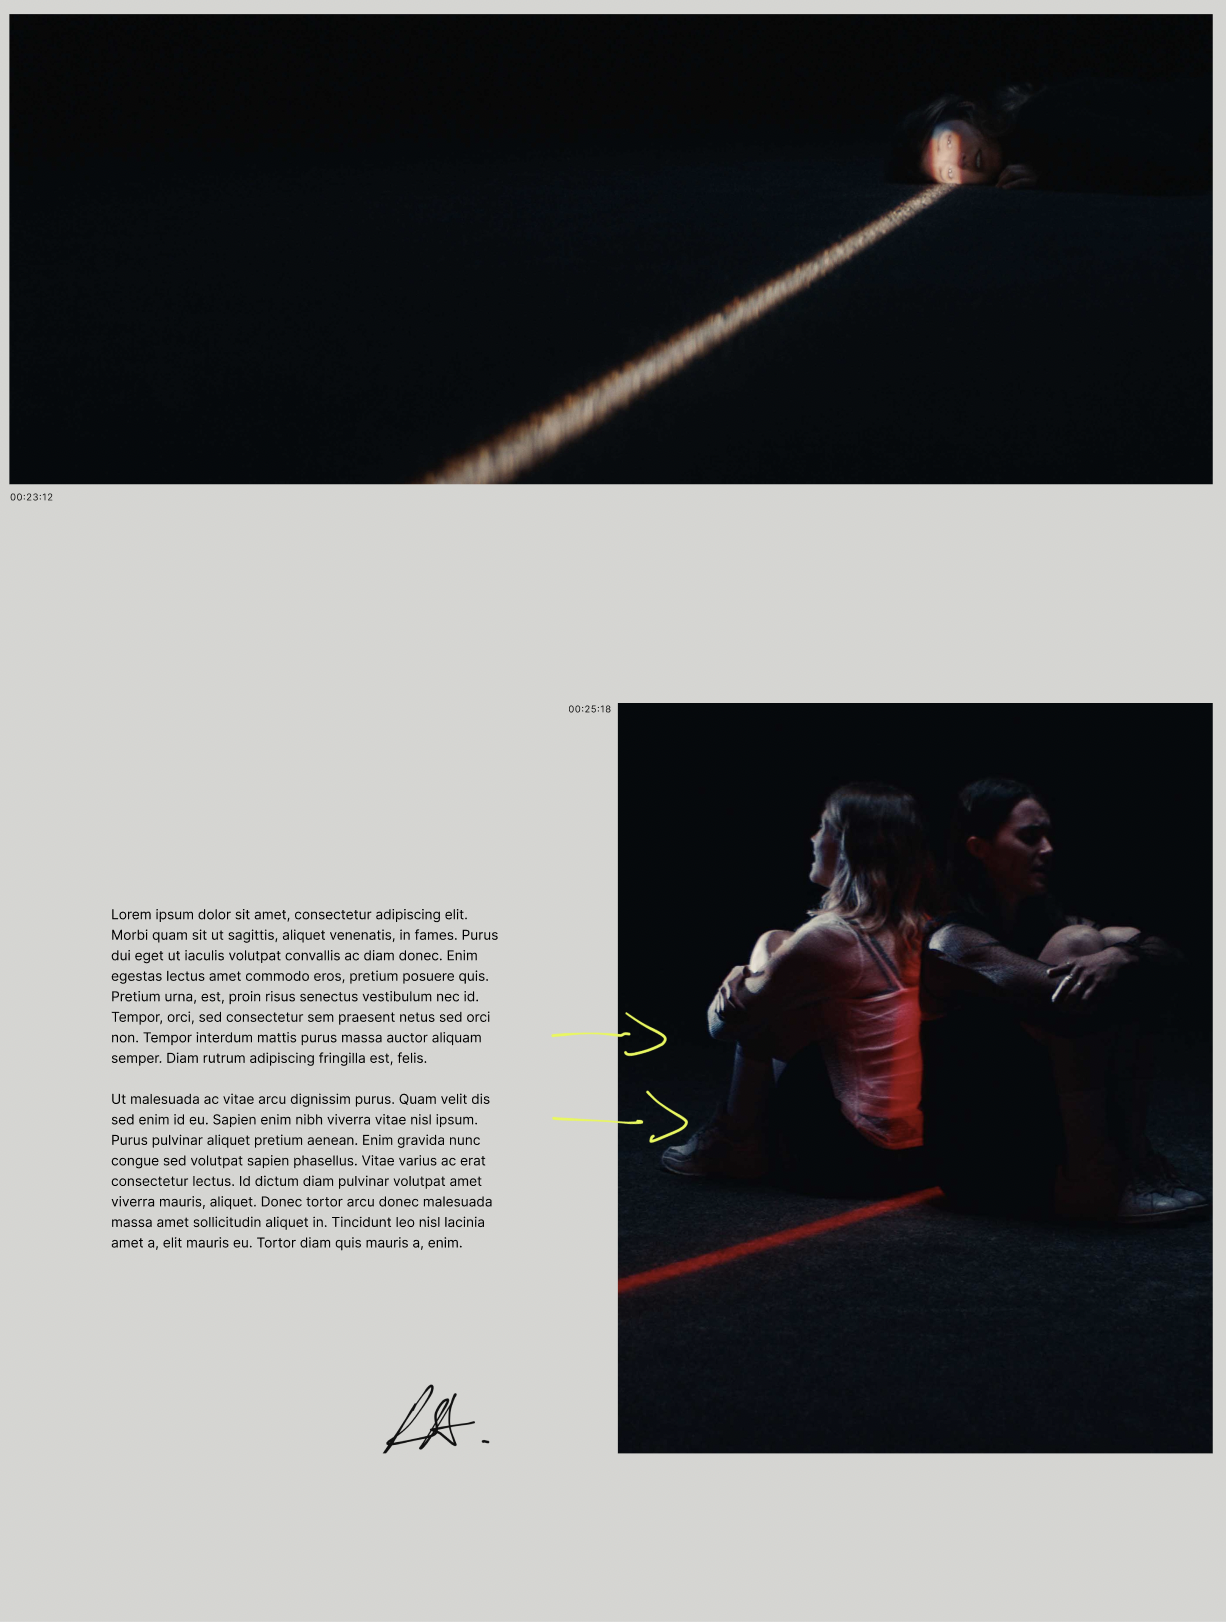 00:23:12
00:25:18
Lorem ipsum dolor sit amet, consectetur adipiscing elit.
Morbi quam sit ut sagittis, aliquet venenatis, in fames. Purus
dui eget ut iaculis volutpat convallis ac diam donec. Enim
egestas lectus amet commodo eros, pretium posuere quis.
Pretium urna, est, proin risus senectus vestibulum nec id.
Tempor, orci, sed consectetur sem praesent netus sed orci
non. Tempor interdum mattis purus massa auctor aliquam
semper. Diam rutrum adipiscing fringilla est, felis.
Ut malesuada ac vitae arcu dignissim purus. Quam velit dis
sed enim id eu. Sapien enim nibh viverra vitae nisl ipsum.
Purus pulvinar aliquet pretium aenean. Enim gravida nunc
congue sed volutpat sapien phasellus. Vitae varius ac erat
consectetur lectus. Id dictum diam pulvinar volutpat amet
viverra mauris, aliquet. Donec tortor arcu donec malesuada
massa amet sollicitudin aliquet in. Tincidunt leo nisl lacinia
amet a, elit mauris eu. Tortor diam quis mauris a, enim.